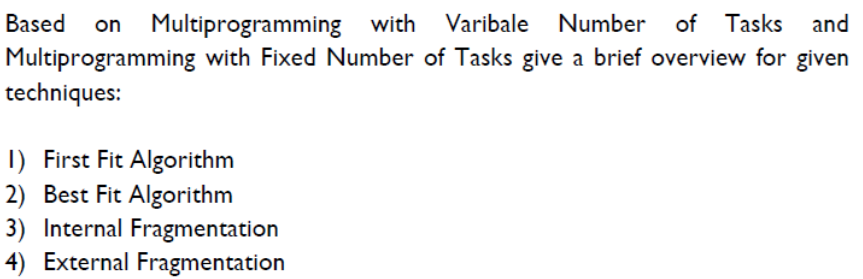 Based on Multiprogramming with Varibale Number of Tasks and
Multiprogramming with Fixed Number of Tasks give a brief overview for given
techniques:
1) First Fit Algorithm
2) Best Fit Algorithm
3) Internal Fragmentation
4) External Fragmentation